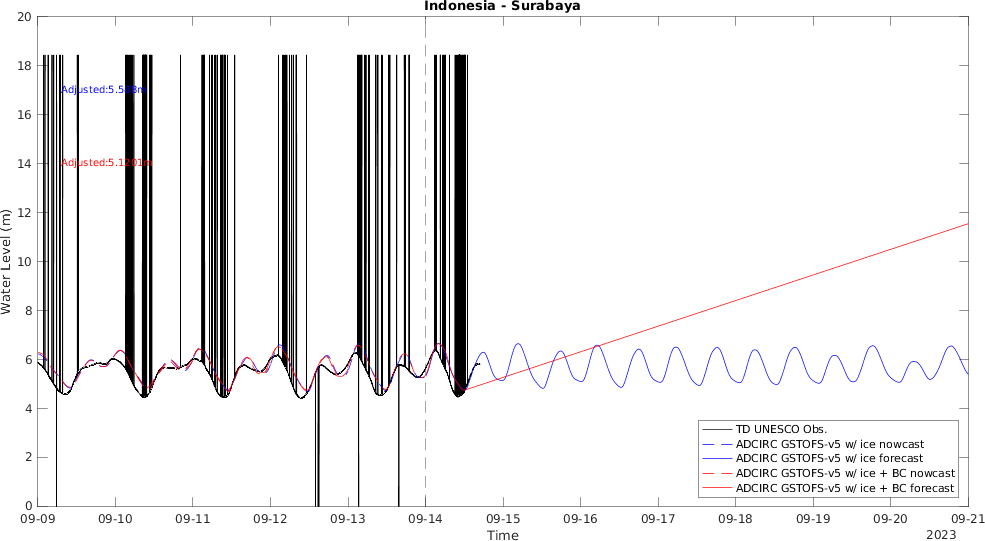 Indonesia - Surabaya
20
18
16
14
12
10
8
6
4
2
0
Water Level (m)
Adjusted:5.1201m
09-09
09-10
09-11
09-12
09-13
09-14
09-15
09-16
09-17
09-18
09-19
09-20
09-21
Time
2023
TD UNESCO Obs.
ADCIRC GSTOFS-v5 w/ ice nowcast
ADCIRC GSTOFS-v5 w/ ice forecast
ADCIRC GSTOFS-v5 w/ ice + BC nowcast
ADCIRC GSTOFS-v5 w/ ice + BC forecast